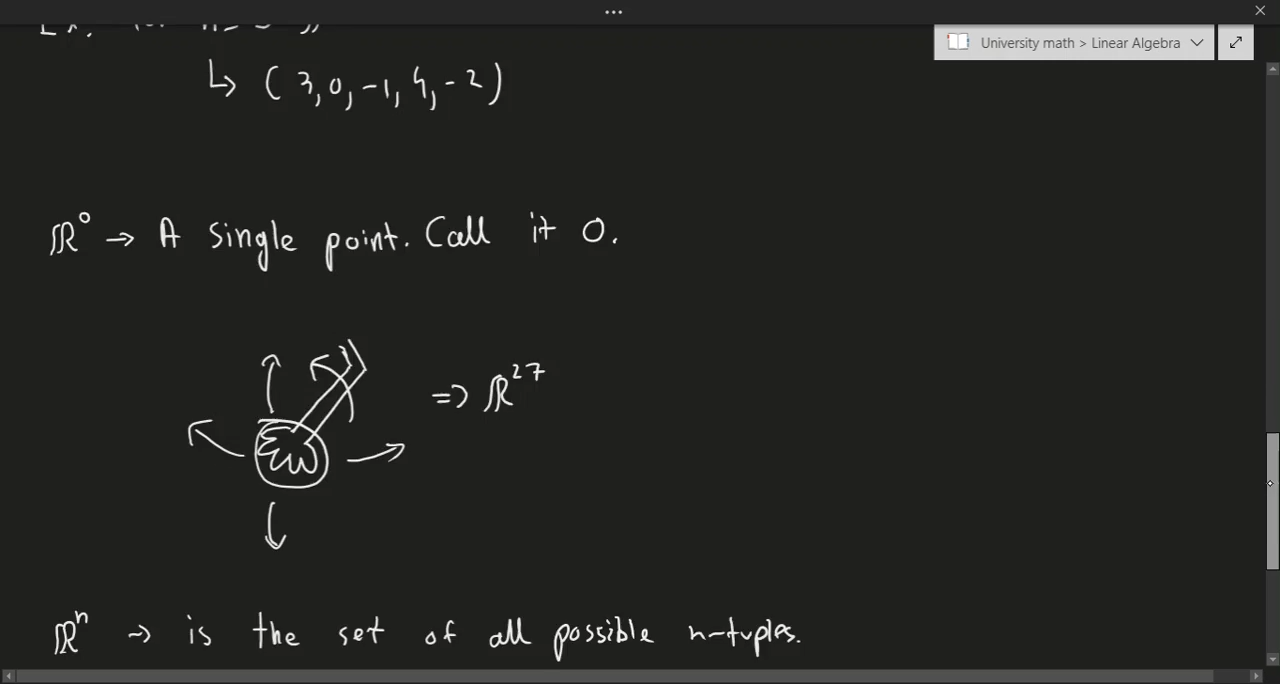 ...
University math > Linear Algebra
Ex.
↳ (3, 0, -1, 4, -2)
ℝ⁰ → A single point. Call it 0.
⇒ ℝ²⁷
ℝⁿ → is the set of all possible n-tuples.